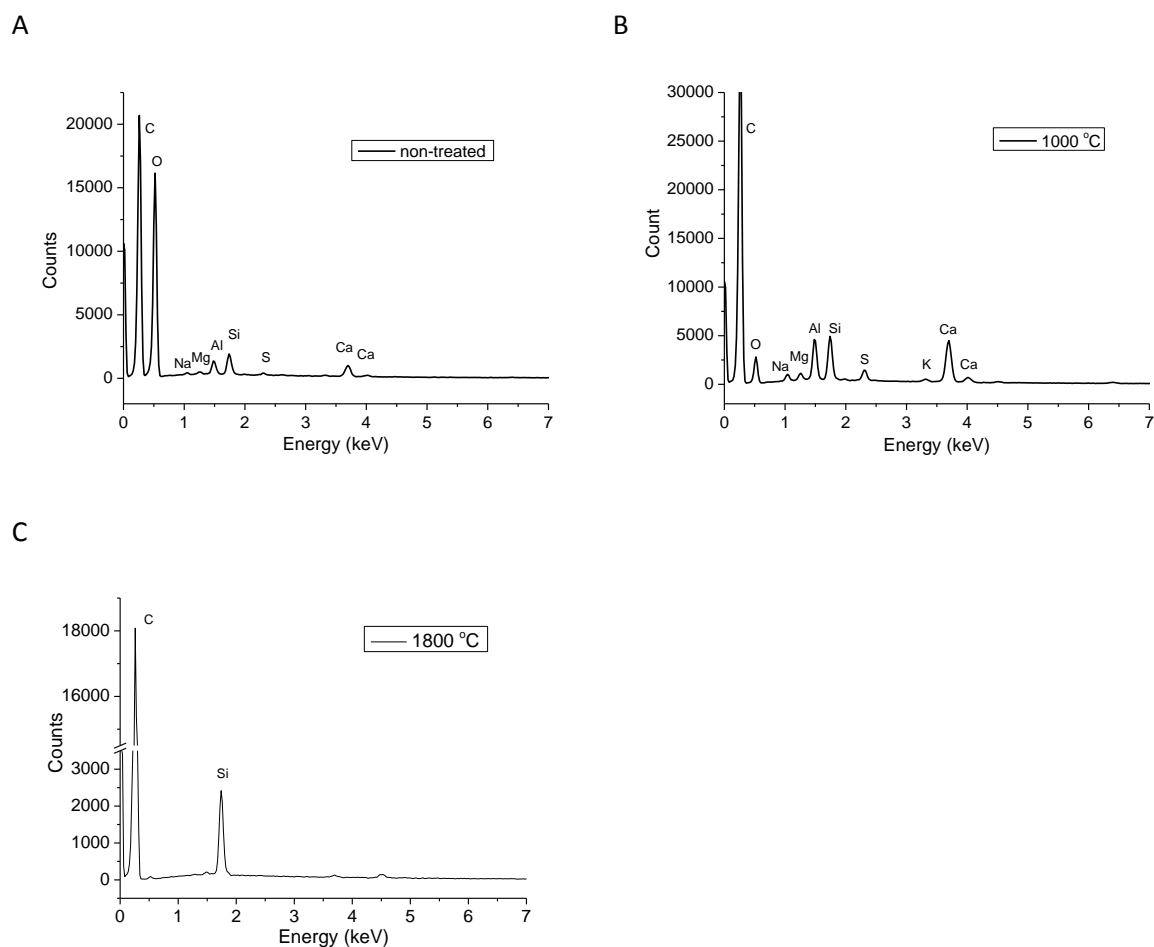 A
20000
15000
10000
5000
0
Counts
C
O
non-treated
Na
Mg
Al
Si
S
Ca
Ca
0 1 2 3 4 5 6 7
Energy (keV)
B
30000
25000
20000
15000
10000
5000
0
Count
C
1000 °C
O
Na
Mg
Al
Si
S
K
Ca
Ca
0 1 2 3 4 5 6 7
Energy (keV)
C
18000
16000
3000
2000
1000
0
Counts
C
1800 °C
Si
0 1 2 3 4 5 6 7
Energy (keV)